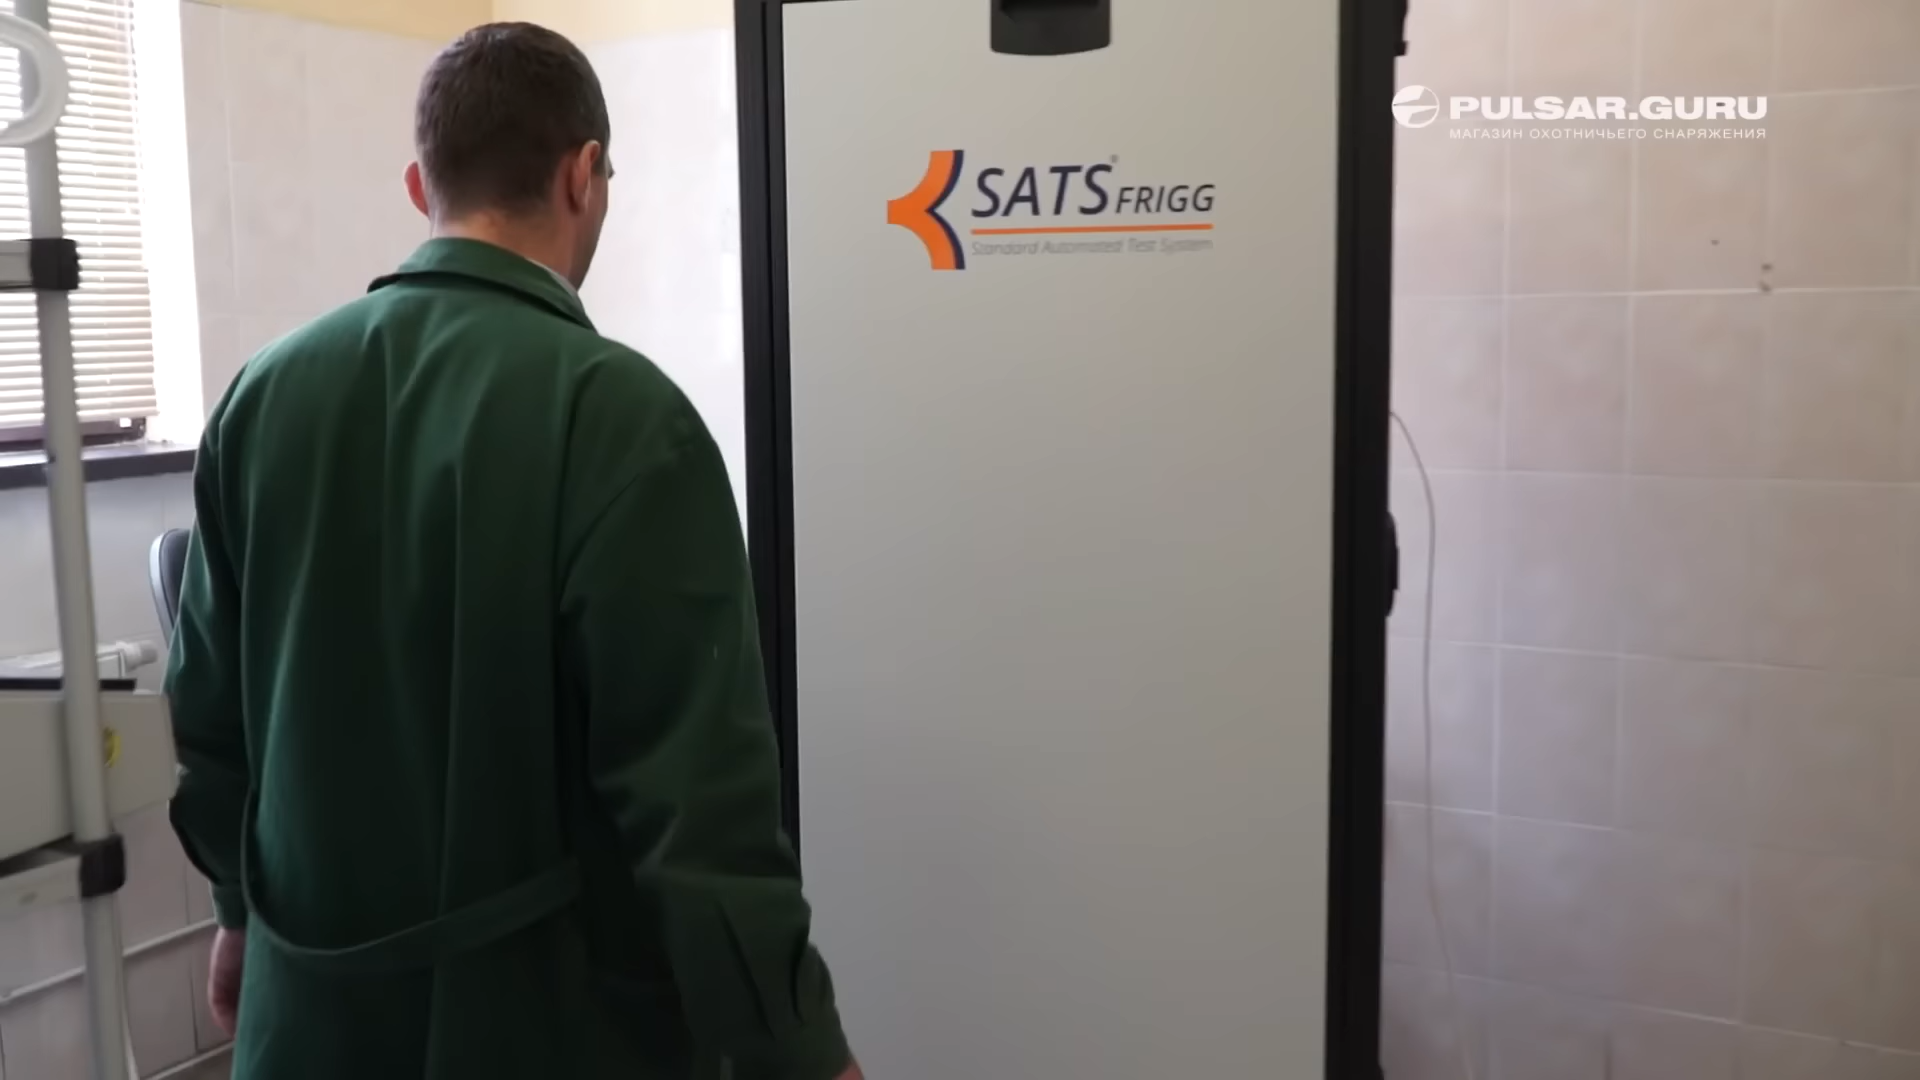 PULSAR.GURU
МАГАЗИН ОХОТНИЧЬЕГО СНАРЯЖЕНИЯ
SATS®
FRIGG
Standard Automated Test System